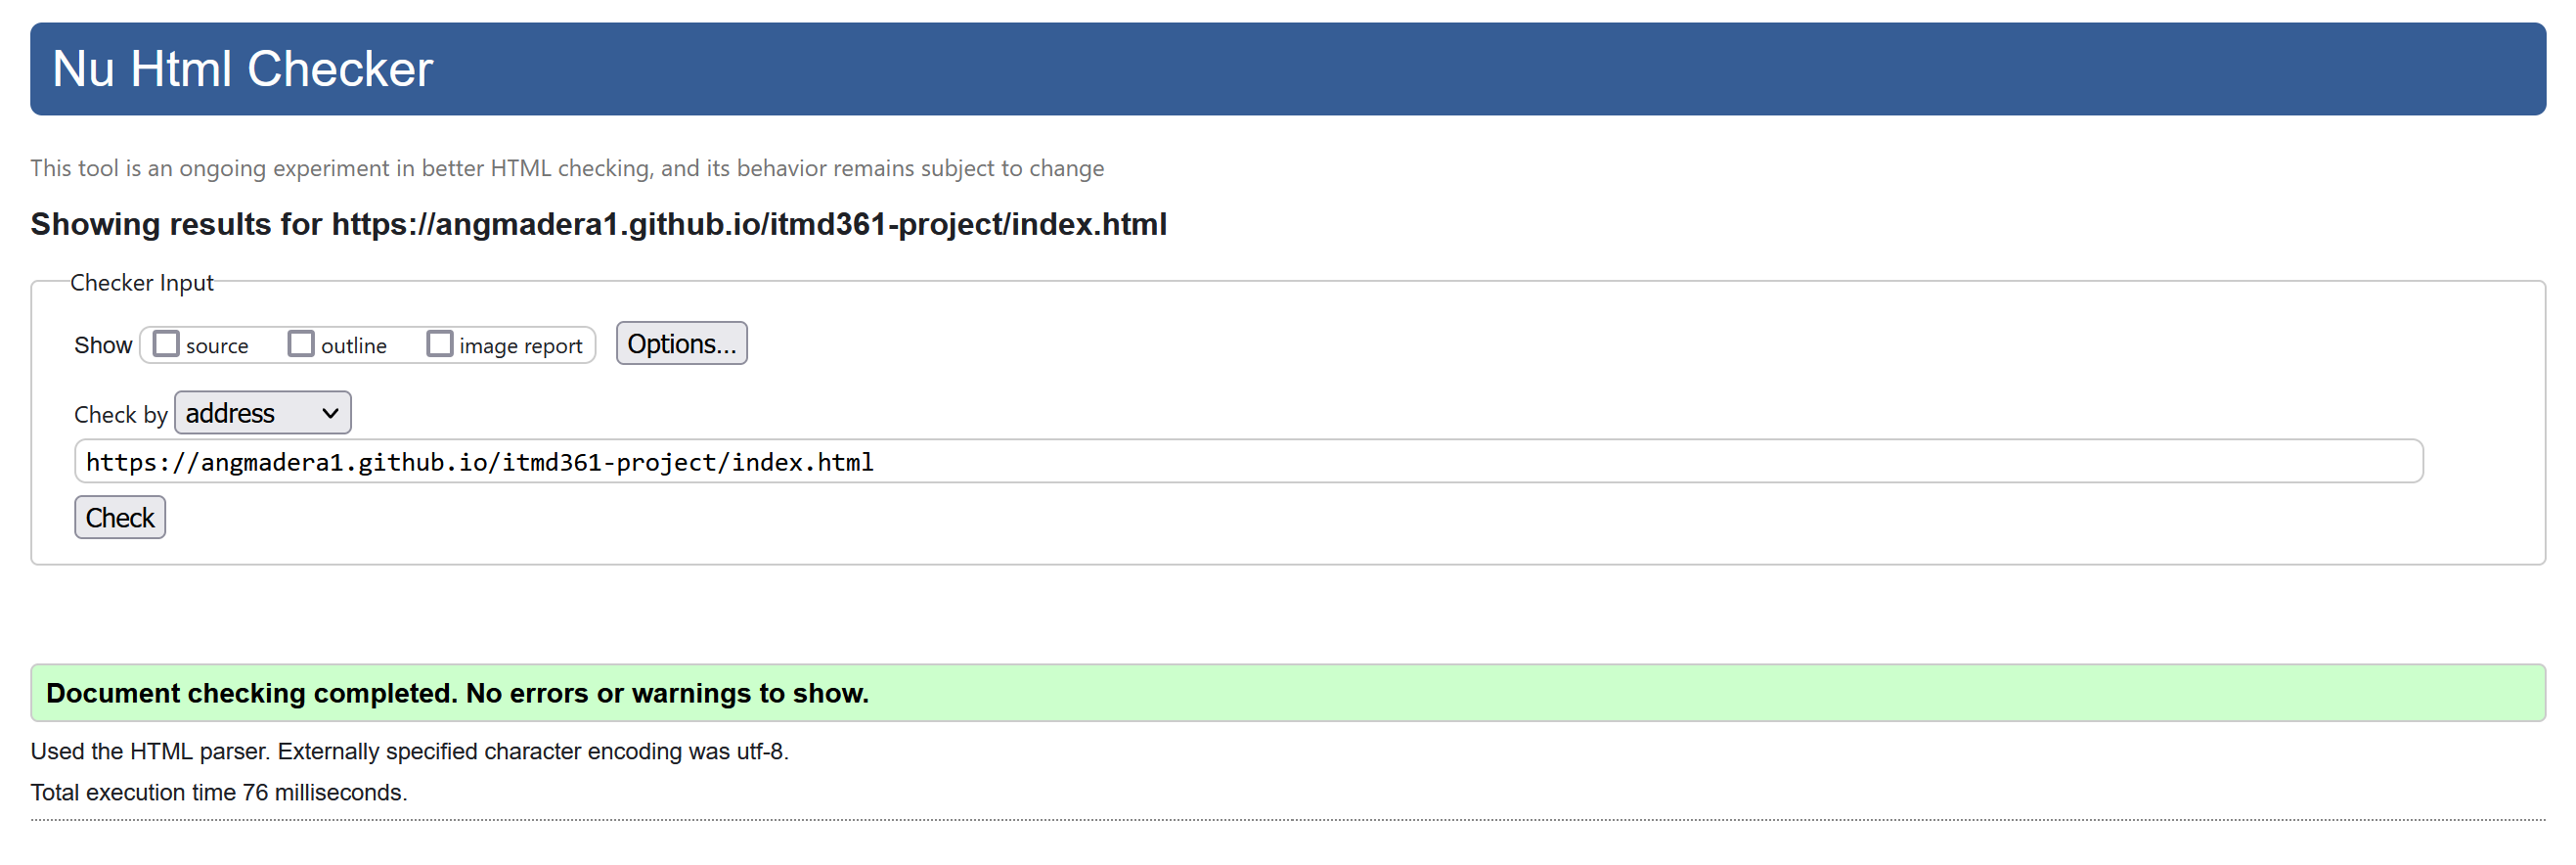 Nu Html Checker
This tool is an ongoing experiment in better HTML checking, and its behavior remains subject to change
Showing results for https://angmadera1.github.io/itmd361-project/index.html
Checker Input
Show source outline image report Options...
Check by address
https://angmadera1.github.io/itmd361-project/index.html
Check
Document checking completed. No errors or warnings to show.
Used the HTML parser. Externally specified character encoding was utf-8.
Total execution time 76 milliseconds.